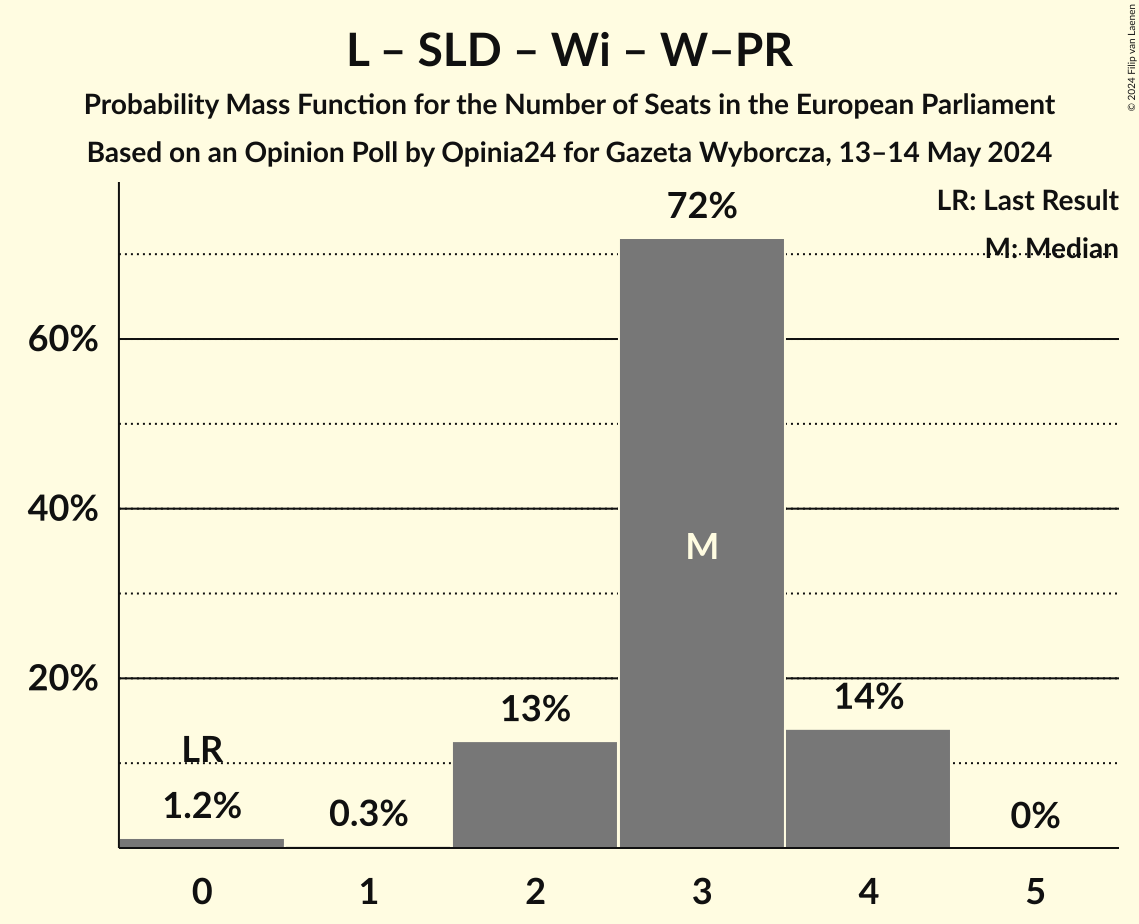 L – SLD – Wi – W–PR
Probability Mass Function for the Number of Seats in the European Parliament
Based on an Opinion Poll by Opinia24 for Gazeta Wyborcza, 13–14 May 2024
© 2024 Filip van Laenen
LR: Last Result
M: Median
72%
60%
40%
M
20%
14%
13%
LR
1.2%
0.3%
0%
0 1 2 3 4 5